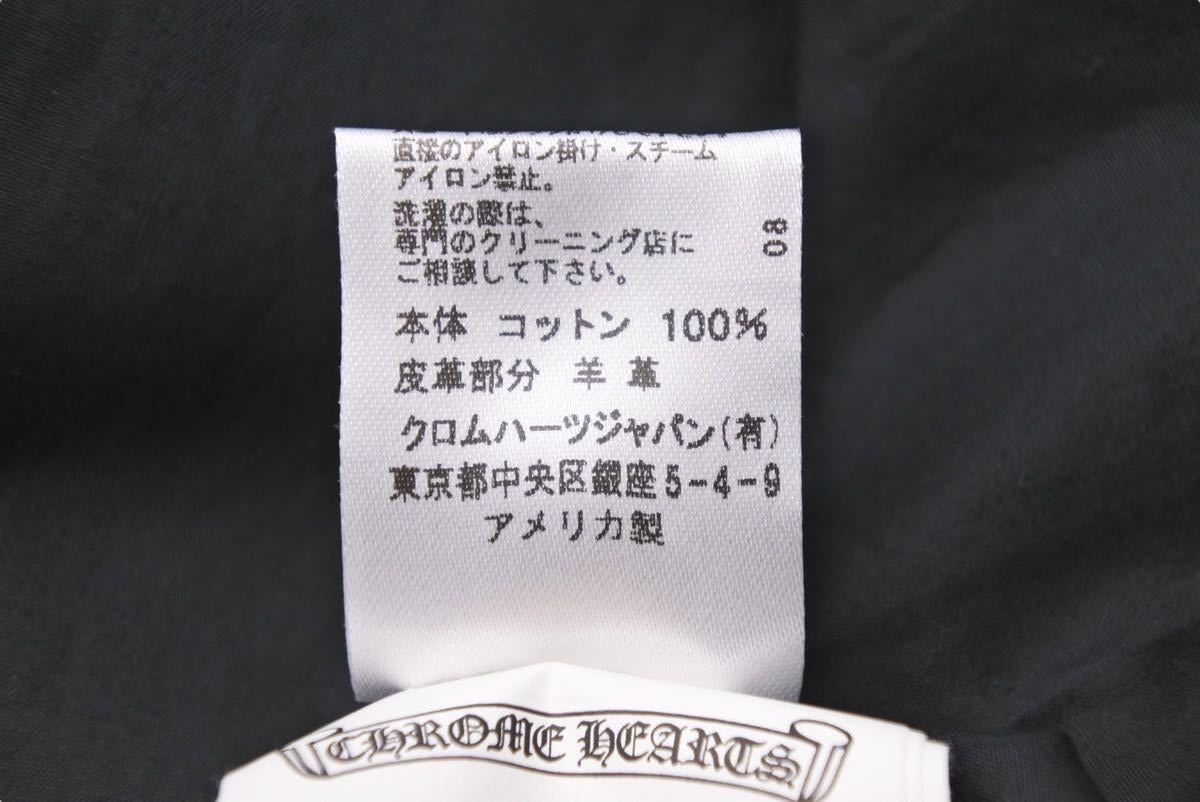 直接のアイロン掛け・スチーム
アイロン禁止。
洗濯の際は、
専門のクリーニング店に
ご相談して下さい。
08
本体 コットン 100%
皮革部分 羊 革
クロムハーツジャパン(有)
東京都中央区銀座5-4-9
アメリカ製
CHROME HEARTS